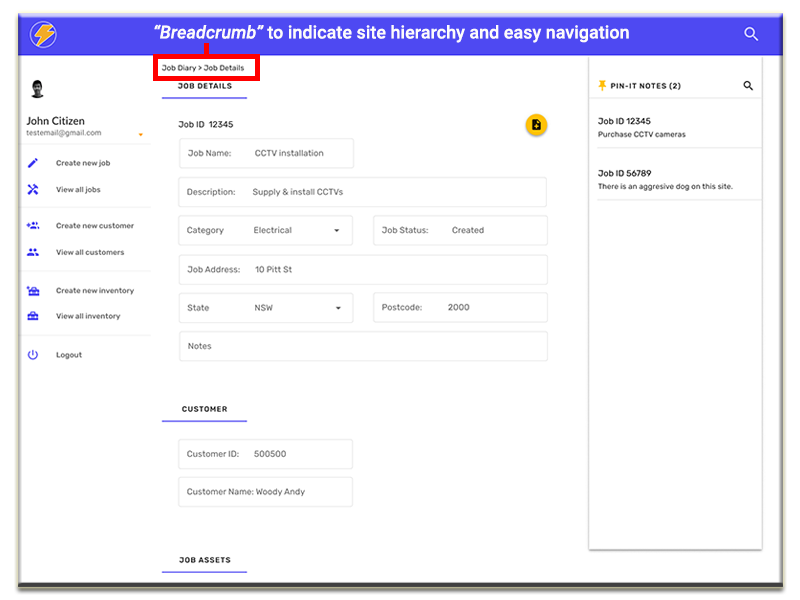 “Breadcrumb” to indicate site hierarchy and easy navigation
Job Diary > Job Details
JOB DETAILS
John Citizen
testemail@gmail.com
Create new job
View all jobs
Create new customer
View all customers
Create new inventory
View all inventory
Logout
Job ID 12345
Job Name: CCTV installation
Description: Supply & install CCTVs
Category Electrical
Job Status: Created
Job Address: 10 Pitt St
State NSW
Postcode: 2000
Notes
CUSTOMER
Customer ID: 500500
Customer Name: Woody Andy
JOB ASSETS
PIN-IT NOTES (2)
Job ID 12345
Purchase CCTV cameras
Job ID 56789
There is an aggresive dog on this site.